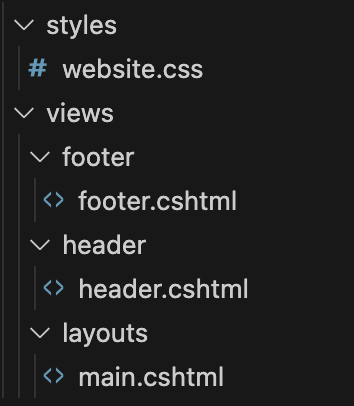 styles
# website.css
views
footer
<> footer.cshtml
header
<> header.cshtml
layouts
<> main.cshtml